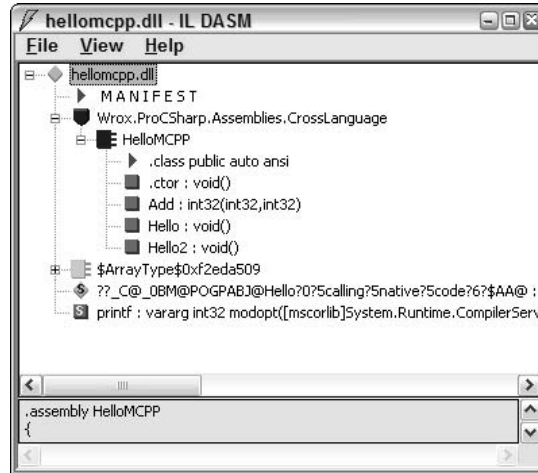 hellomcpp.dll - IL DASM
File View Help
hellomcpp.dll
MANIFEST
Wrox.ProCSharp.Assemblies.CrossLanguage
HelloMCPP
.class public auto ansi
.ctor : void()
Add : int32(int32,int32)
Hello : void()
Hello2 : void()
$ArrayType$0xf2eda509
??_C@_0BM@POGPABJ@Hello?0?5calling?5native?5code?6?$AA@ :
printf : vararg int32 modopt([mscorlib]System.Runtime.CompilerServ
.assembly HelloMCPP
{